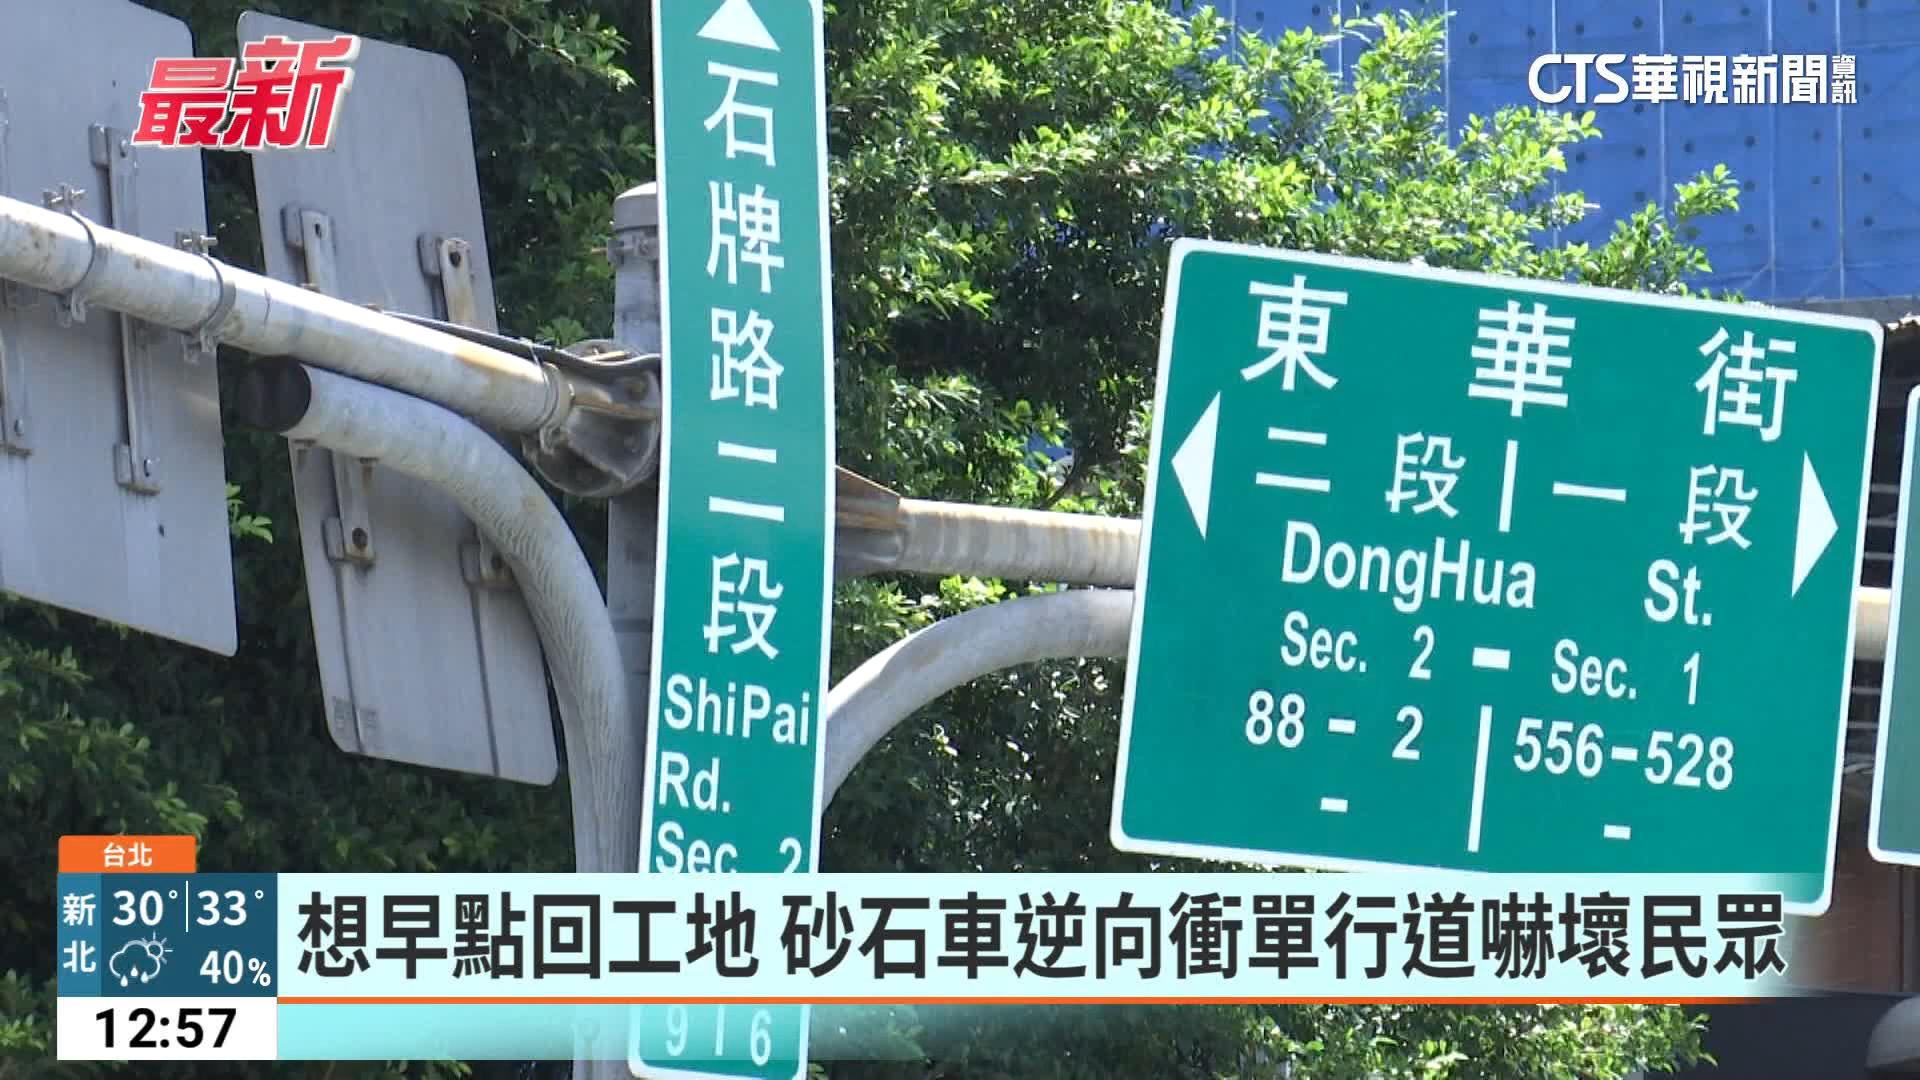 最新
CTS華視新聞資訊
石牌路二段
ShiPai
Rd.
Sec. 2
9 1 6
東華街
二段|一段
DongHua St.
Sec. 2 - Sec. 1
88 - 2 | 556-528
- -
台北
新北
30° 33°
40%
12:57
想早點回工地 砂石車逆向衝單行道嚇壞民眾